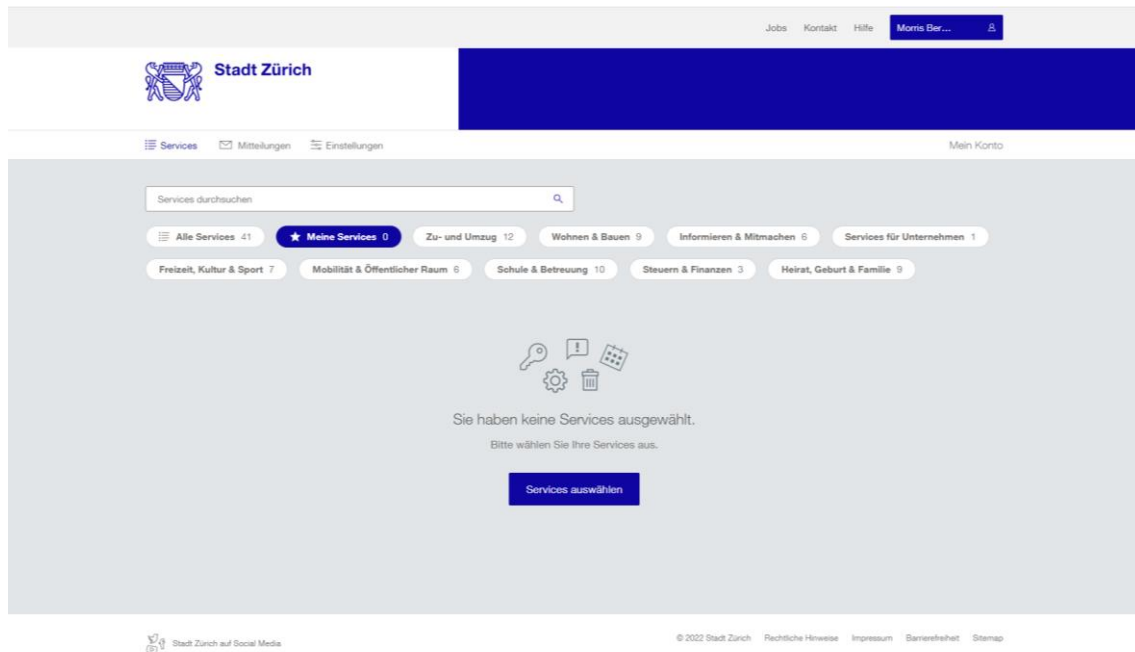 Jobs Kontakt Hilfe Morris Ber...
Stadt Zürich
Services Mitteilungen Einstellungen Mein Konto
Services durchsuchen
Alle Services 41 Meine Services 0 Zu- und Umzug 12 Wohnen & Bauen 9 Informieren & Mitmachen 6 Services für Unternehmen 1
Freizeit, Kultur & Sport 7 Mobilität & Öffentlicher Raum 6 Schule & Betreuung 10 Steuern & Finanzen 3 Heirat, Geburt & Familie 9
Sie haben keine Services ausgewählt.
Bitte wählen Sie Ihre Services aus.
Services auswählen
Stadt Zürich auf Social Media © 2022 Stadt Zürich Rechtliche Hinweise Impressum Barrierefreiheit Sitemap